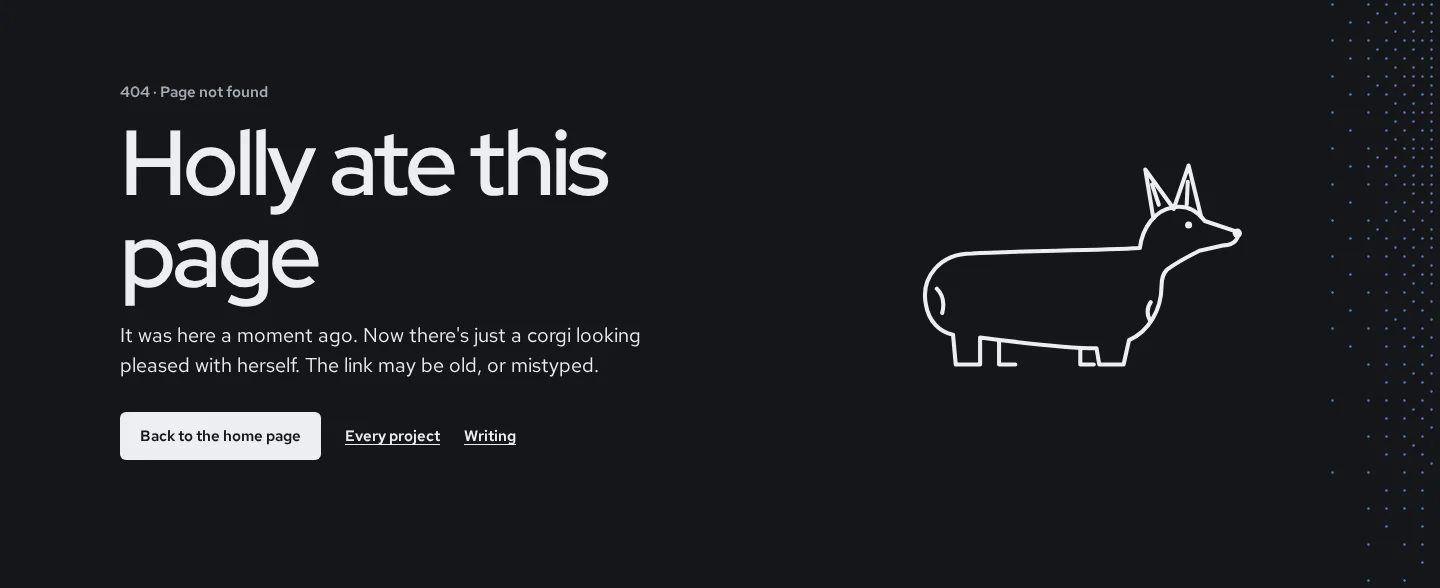 404 · Page not found
Holly ate this
page
It was here a moment ago. Now there's just a corgi looking
pleased with herself. The link may be old, or mistyped.
Back to the home page
Every project
Writing